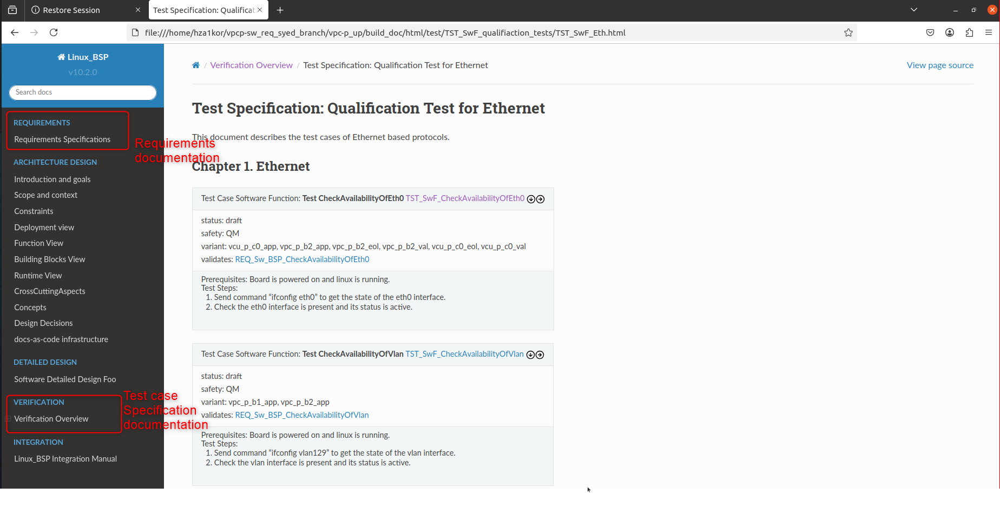 Restore Session
Test Specification: Qualificat
file:///home/hza1kor/vpcp-sw_req_syed_branch/vpc-p_up/build_doc/html/test/TST_SwF_qualifiaction_tests/TST_SwF_Eth.html
Linux_BSP
v10.2.0
Search docs
REQUIREMENTS
Requirements Specifications
Requirements
documentation
ARCHITECTURE DESIGN
Introduction and goals
Scope and context
Constraints
Deployment view
Function View
Building Blocks View
Runtime View
CrossCuttingAspects
Concepts
Design Decisions
docs-as-code infrastructure
DETAILED DESIGN
Software Detailed Design Foo
VERIFICATION
Verification Overview
Test case
Specification
documentation
INTEGRATION
Linux_BSP Integration Manual
/ Verification Overview / Test Specification: Qualification Test for Ethernet
View page source
Test Specification: Qualification Test for Ethernet
This document describes the test cases of Ethernet based protocols.
Chapter 1. Ethernet
Test Case Software Function: Test CheckAvailabilityOfEth0 TST_SwF_CheckAvailabilityOfEth0
status: draft
safety: QM
variant: vcu_p_c0_app, vpc_p_b2_app, vpc_p_b2_eol, vpc_p_b2_val, vcu_p_c0_eol, vcu_p_c0_val
validates: REQ_Sw_BSP_CheckAvailabilityOfEth0
Prerequisites: Board is powered on and linux is running.
Test Steps:
1. Send command “ifconfig eth0” to get the state of the eth0 interface.
2. Check the eth0 interface is present and its status is active.
Test Case Software Function: Test CheckAvailabilityOfVlan TST_SwF_CheckAvailabilityOfVlan
status: draft
safety: QM
variant: vpc_p_b1_app, vpc_p_b2_app
validates: REQ_Sw_BSP_CheckAvailabilityOfVlan
Prerequisites: Board is powered on and linux is running.
Test Steps:
1. Send command “ifconfig vlan129” to get the state of the vlan interface.
2. Check the vlan interface is present and its status is active.